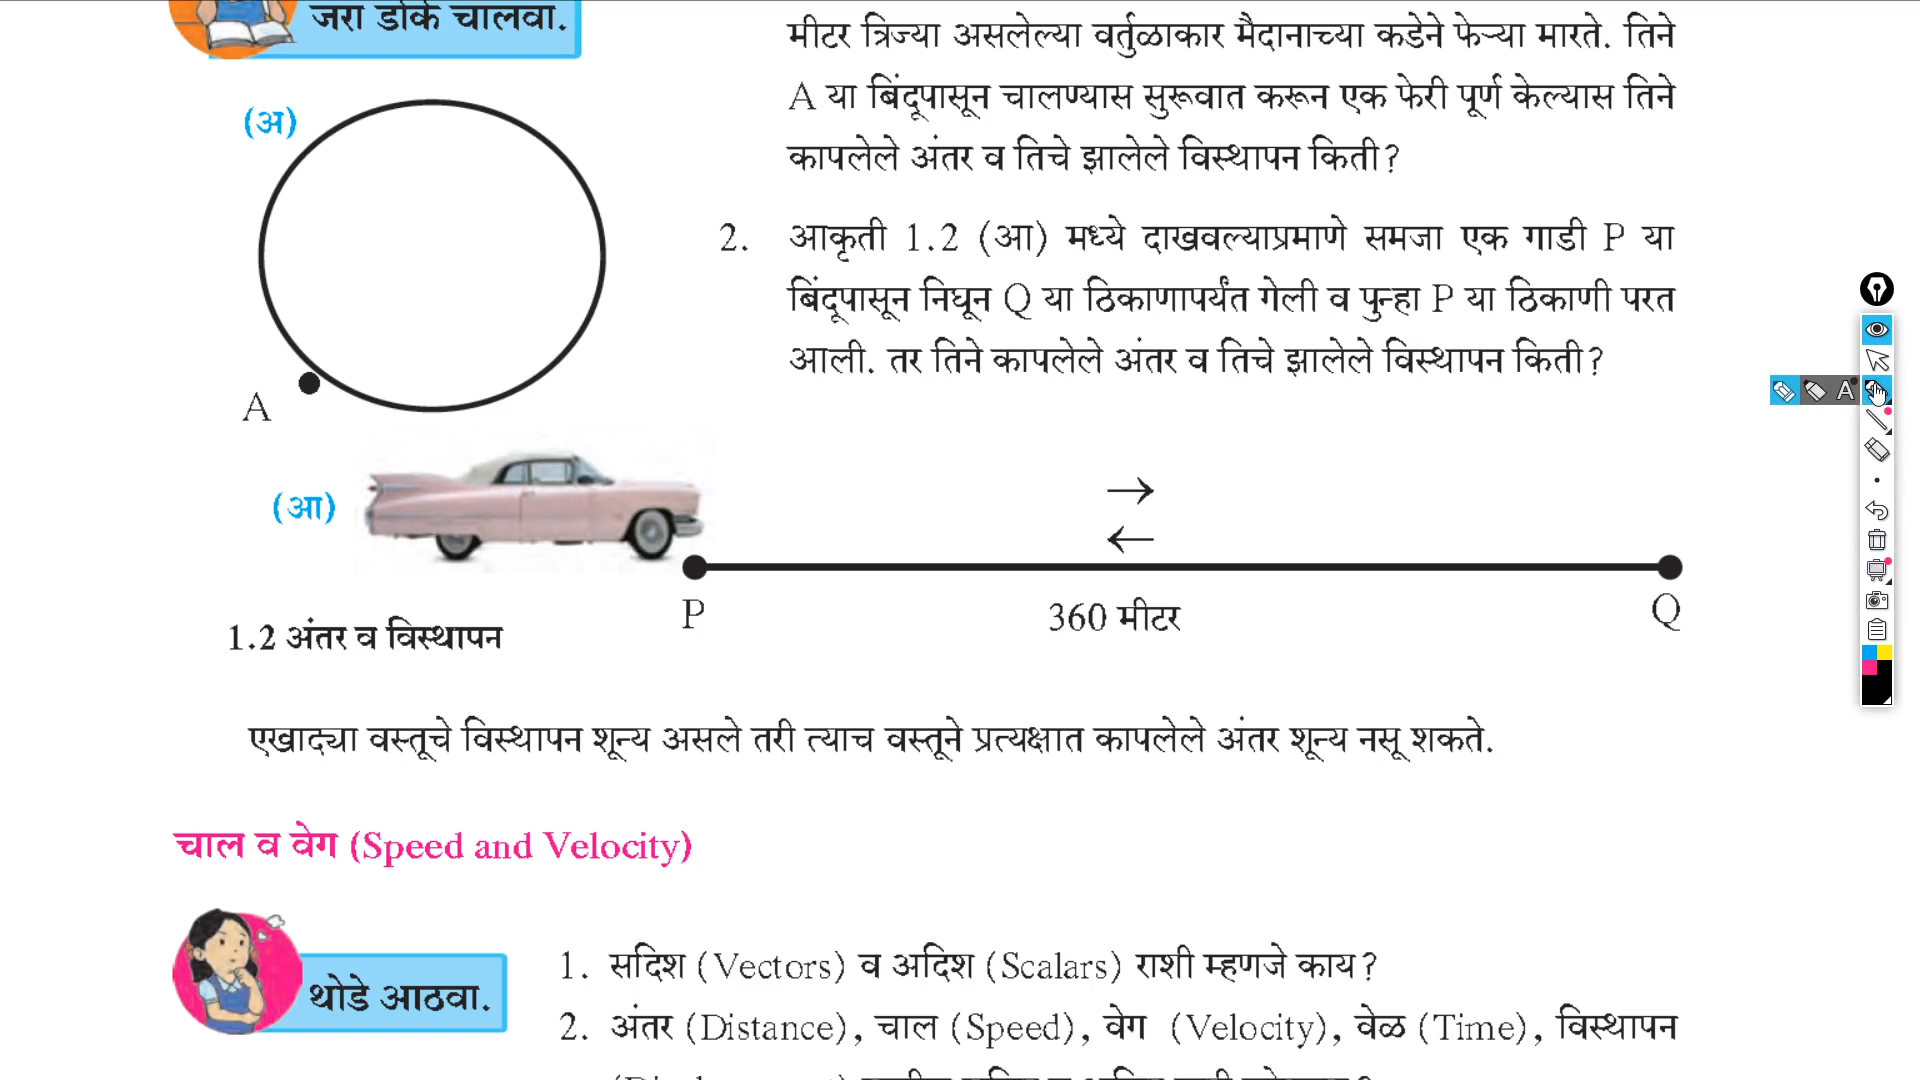 जरा डोके चालवा.
मीटर त्रिज्या असलेल्या वर्तुळाकार मैदानाच्या कडेने फेऱ्या मारते. तिने
A या बिंदूपासून चालण्यास सुरूवात करून एक फेरी पूर्ण केल्यास तिने
कापलेले अंतर व तिचे झालेले विस्थापन किती?
(अ)
A
2. आकृती 1.2 (आ) मध्ये दाखवल्याप्रमाणे समजा एक गाडी P या
बिंदूपासून निघून Q या ठिकाणापर्यंत गेली व पुन्हा P या ठिकाणी परत
आली. तर तिने कापलेले अंतर व तिचे झालेले विस्थापन किती?
(आ)
P
360 मीटर
Q
1.2 अंतर व विस्थापन
एखाद्या वस्तूचे विस्थापन शून्य असले तरी त्याच वस्तूने प्रत्यक्षात कापलेले अंतर शून्य नसू शकते.
चाल व वेग (Speed and Velocity)
थोडे आठवा.
1. सदिश (Vectors) व अदिश (Scalars) राशी म्हणजे काय?
2. अंतर (Distance), चाल (Speed), वेग (Velocity), वेळ (Time), विस्थापन